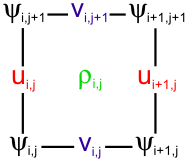 ψi,j+1 vi,j+1 ψi+1,j+1
ui,j ρi,j ui+1,j
ψi,j vi,j ψi+1,j